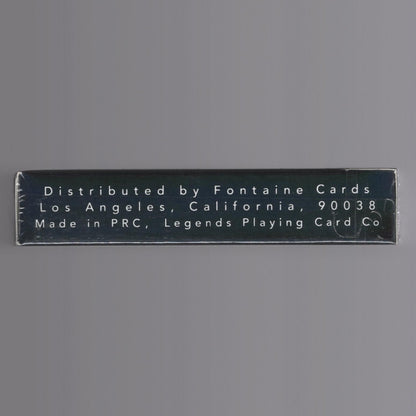 Distributed by Fontaine Cards
Los Angeles, California, 90038
Made in PRC, Legends Playing Card Co